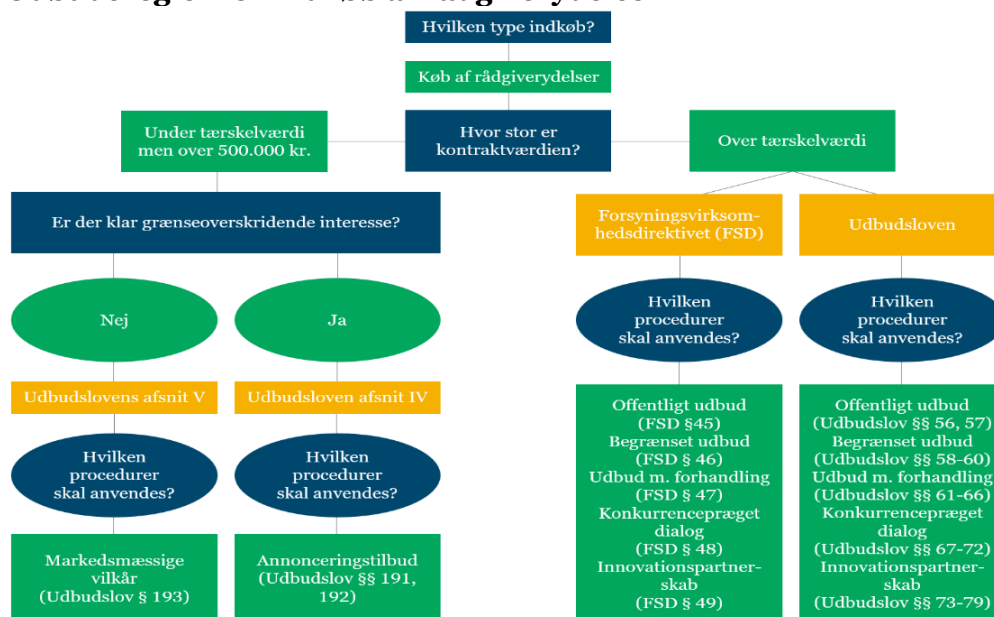 Hvilken type indkøb?
Køb af rådgiverydelser
Under tærskelværdi
men over 500.000 kr.
Hvor stor er
kontraktværdien?
Over tærskelværdi
Er der klar grænseoverskridende interesse?
Forsyningsvirksom-
hedsdirektivet (FSD)
Udbudsloven
Nej
Ja
Hvilken
procedurer
skal anvendes?
Hvilken
procedurer
skal anvendes?
Udbudslovens afsnit V
Udbudsloven afsnit IV
Hvilken
procedurer
skal anvendes?
Hvilken
procedurer
skal anvendes?
Markedsmæssige
vilkår
(Udbudslov § 193)
Annonceringstilbud
(Udbudslov §§ 191,
192)
Offentligt udbud
(FSD §45)
Begrænset udbud
(FSD § 46)
Udbud m. forhandling
(FSD § 47)
Konkurrencepræget
dialog
(FSD § 48)
Innovationspartner-
skab
(FSD § 49)
Offentligt udbud
(Udbudslov §§ 56, 57)
Begrænset udbud
(Udbudslov §§ 58-60)
Udbud m. forhandling
(Udbudslov §§ 61-66)
Konkurrencepræget
dialog
(Udbudslov §§ 67-72)
Innovationspartner-
skab
(Udbudslov §§ 73-79)